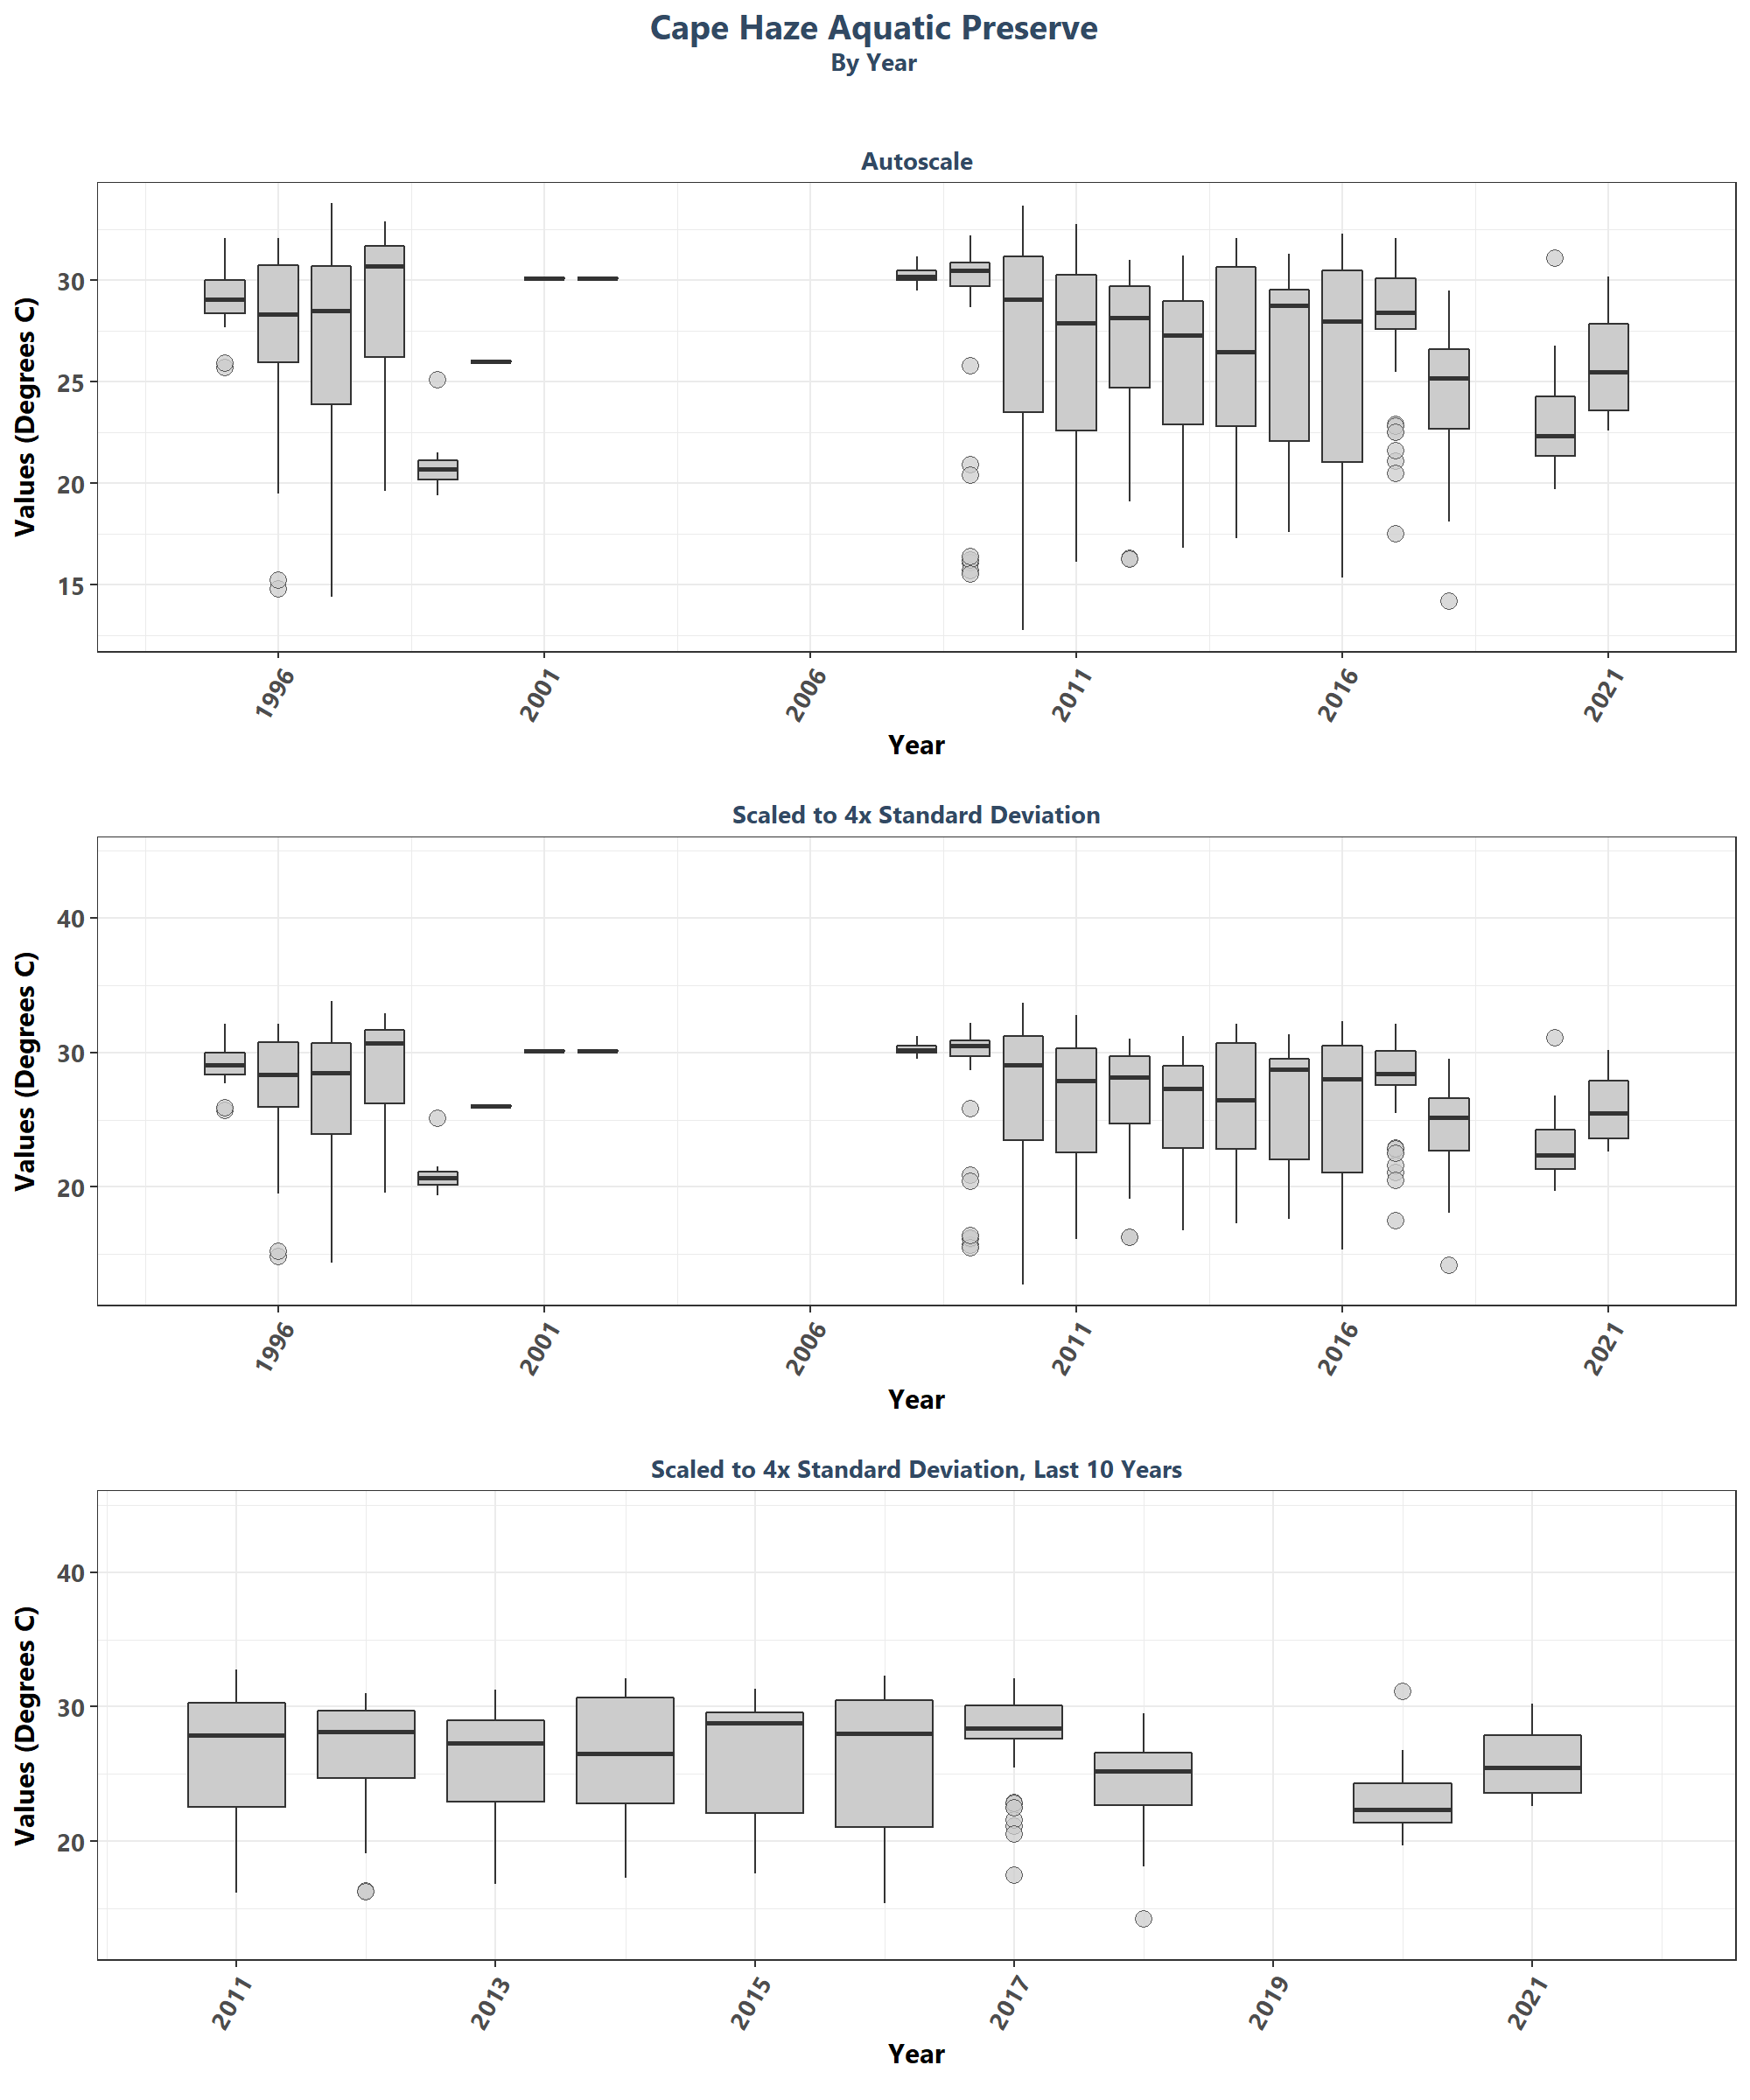 Cape Haze Aquatic Preserve
By Year
Autoscale
Values (Degrees C)
30
25
20
15
1996
2001
2006
2011
2016
2021
Year
Scaled to 4x Standard Deviation
Values (Degrees C)
40
30
20
1996
2001
2006
2011
2016
2021
Year
Scaled to 4x Standard Deviation, Last 10 Years
Values (Degrees C)
40
30
20
2011
2013
2015
2017
2019
2021
Year